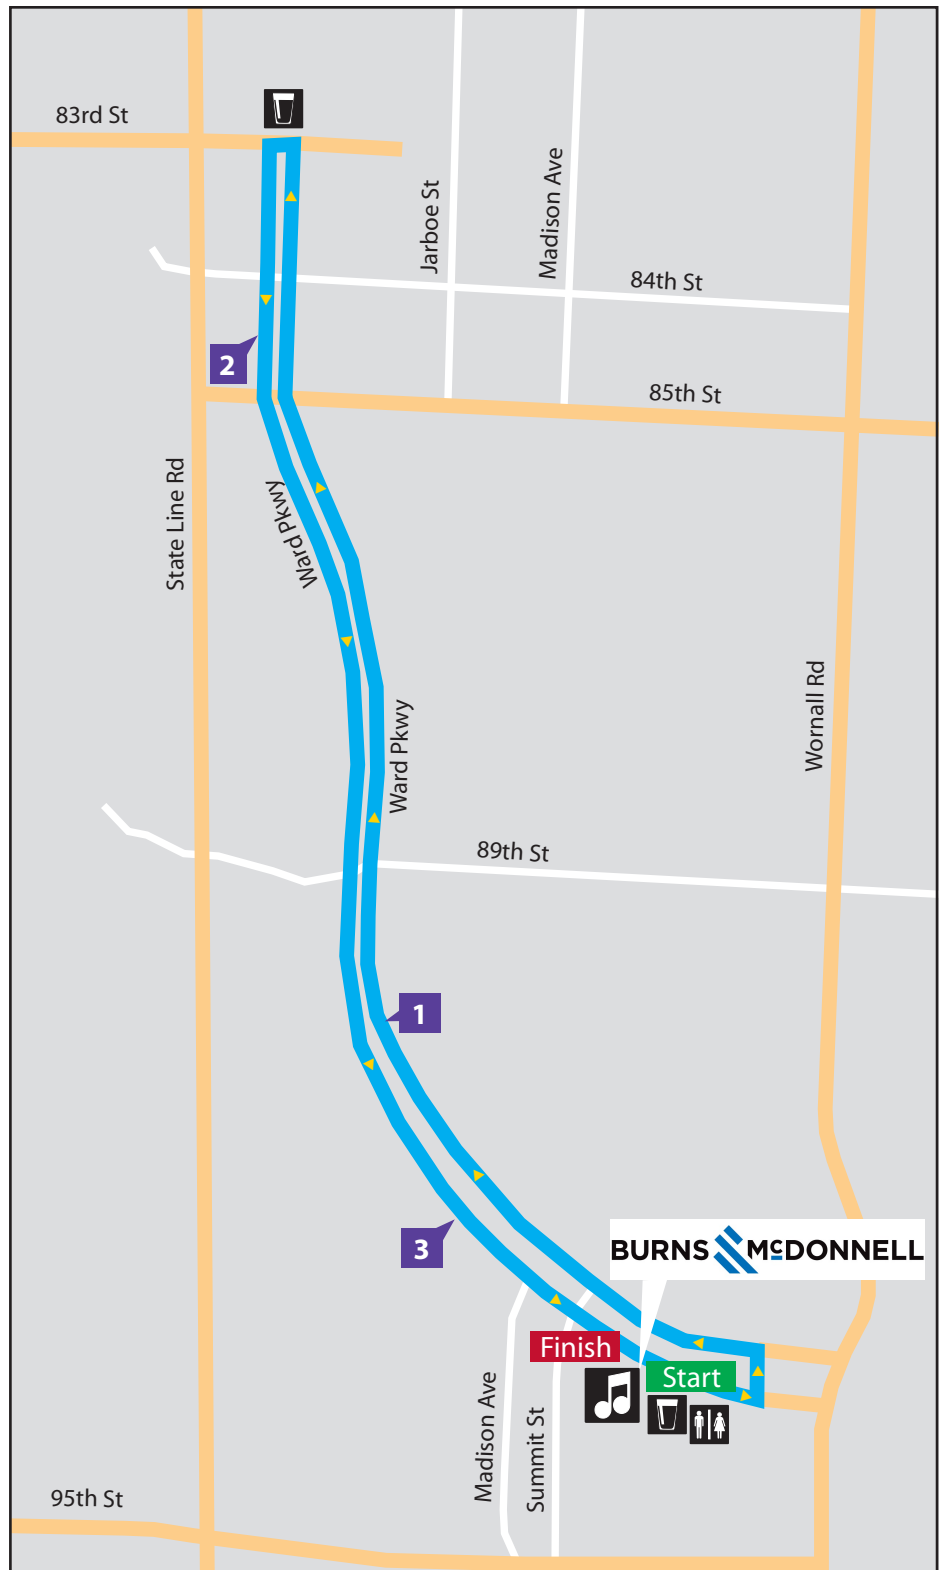 83rd St
Jarboe St
Madison Ave
84th St
2
85th St
State Line Rd
Ward Pkwy
Ward Pkwy
Wornall Rd
89th St
1
3
BURNS McDONNELL
Finish
Start
Madison Ave
Summit St
95th St